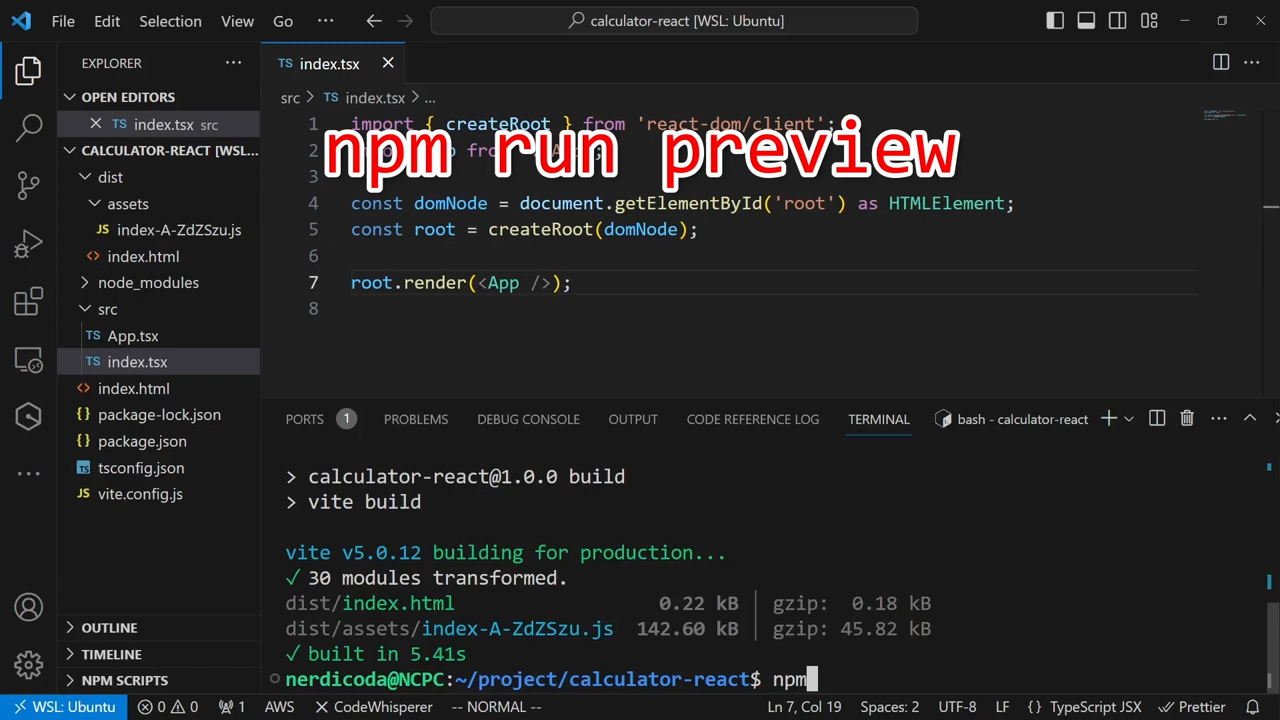 File Edit Selection View Go ··· calculator-react [WSL: Ubuntu]
EXPLORER ···
OPEN EDITORS
index.tsx src
CALCULATOR-REACT [WSL...
dist
assets
JS index-A-ZdZSzu.js
<> index.html
node_modules
src
TS App.tsx
TS index.tsx
<> index.html
{} package-lock.json
{} package.json
TS tsconfig.json
JS vite.config.js
OUTLINE
TIMELINE
NPM SCRIPTS
TS index.tsx
src > TS index.tsx > ...
npm run preview
1 import { createRoot } from 'react-dom/client';
2
3
4 const domNode = document.getElementById('root') as HTMLElement;
5 const root = createRoot(domNode);
6
7 root.render(<App />);
8
PORTS 1 PROBLEMS DEBUG CONSOLE OUTPUT CODE REFERENCE LOG TERMINAL bash - calculator-react
> calculator-react@1.0.0 build
> vite build
vite v5.0.12 building for production...
✓ 30 modules transformed.
dist/index.html 0.22 kB │ gzip: 0.18 kB
dist/assets/index-A-ZdZSzu.js 142.60 kB │ gzip: 45.82 kB
✓ built in 5.41s
nerdicoda@NCPC:~/project/calculator-react$ npm
WSL: Ubuntu 0 0 1 AWS CodeWhisperer -- NORMAL -- Ln 7, Col 19 Spaces: 2 UTF-8 LF {} TypeScript JSX Prettier